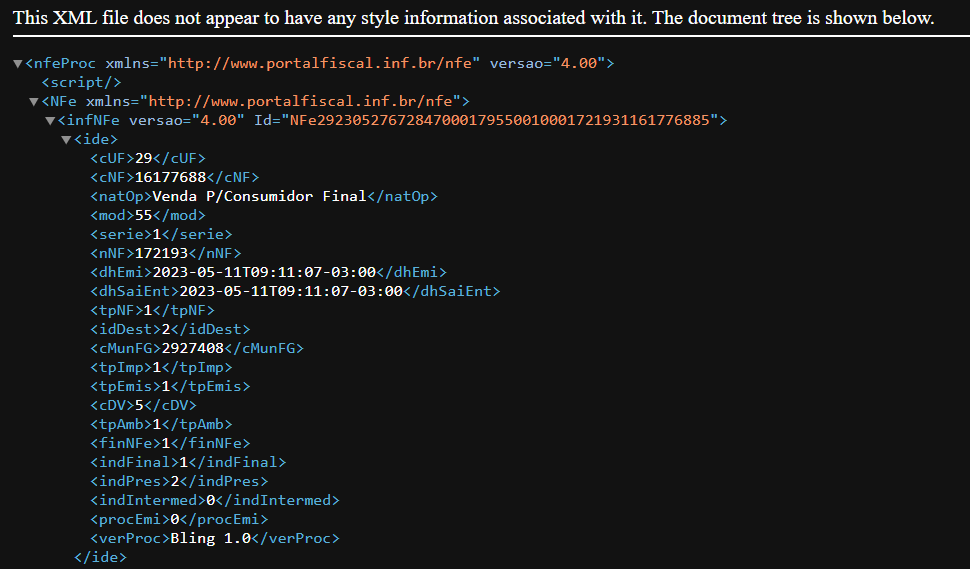 This XML file does not appear to have any style information associated with it. The document tree is shown below.
▼<nfeProc xmlns="http://www.portalfiscal.inf.br/nfe" versao="4.00">
<script/>
▼<NFe xmlns="http://www.portalfiscal.inf.br/nfe">
▼<infNFe versao="4.00" Id="NFe29230527672847000179550010001721931161776885">
▼<ide>
<cUF>29</cUF>
<cNF>16177688</cNF>
<natOp>Venda P/Consumidor Final</natOp>
<mod>55</mod>
<serie>1</serie>
<nNF>172193</nNF>
<dhEmi>2023-05-11T09:11:07-03:00</dhEmi>
<dhSaiEnt>2023-05-11T09:11:07-03:00</dhSaiEnt>
<tpNF>1</tpNF>
<idDest>2</idDest>
<cMunFG>2927408</cMunFG>
<tpImp>1</tpImp>
<tpEmis>1</tpEmis>
<cDV>5</cDV>
<tpAmb>1</tpAmb>
<finNFe>1</finNFe>
<indFinal>1</indFinal>
<indPres>2</indPres>
<indIntermed>0</indIntermed>
<procEmi>0</procEmi>
<verProc>Bling 1.0</verProc>
</ide>